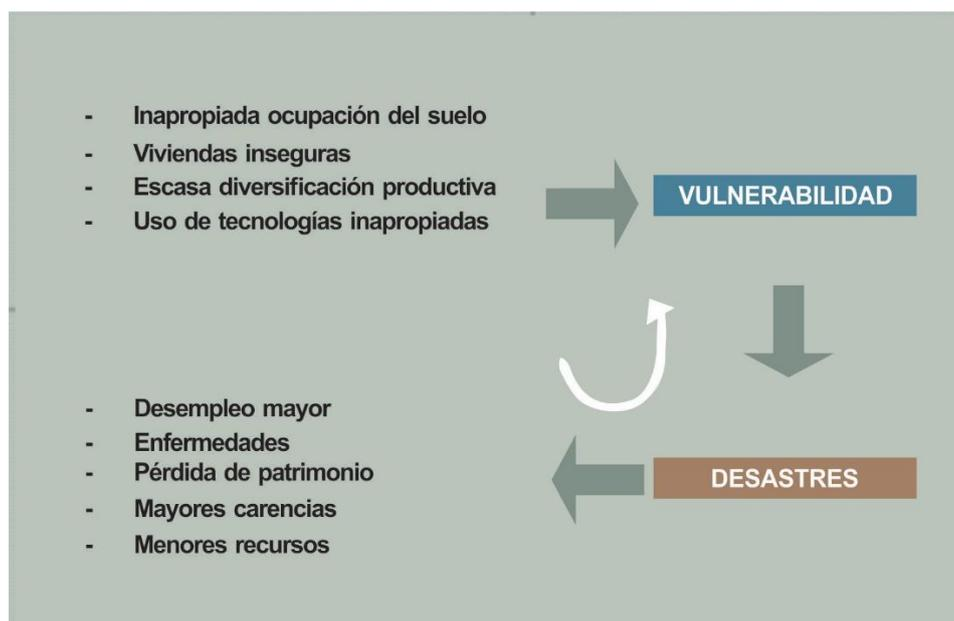 - Inapropiada ocupación del suelo
- Viviendas inseguras
- Escasa diversificación productiva
- Uso de tecnologías inapropiadas
VULNERABILIDAD
- Desempleo mayor
- Enfermedades
- Pérdida de patrimonio
- Mayores carencias
- Menores recursos
DESASTRES